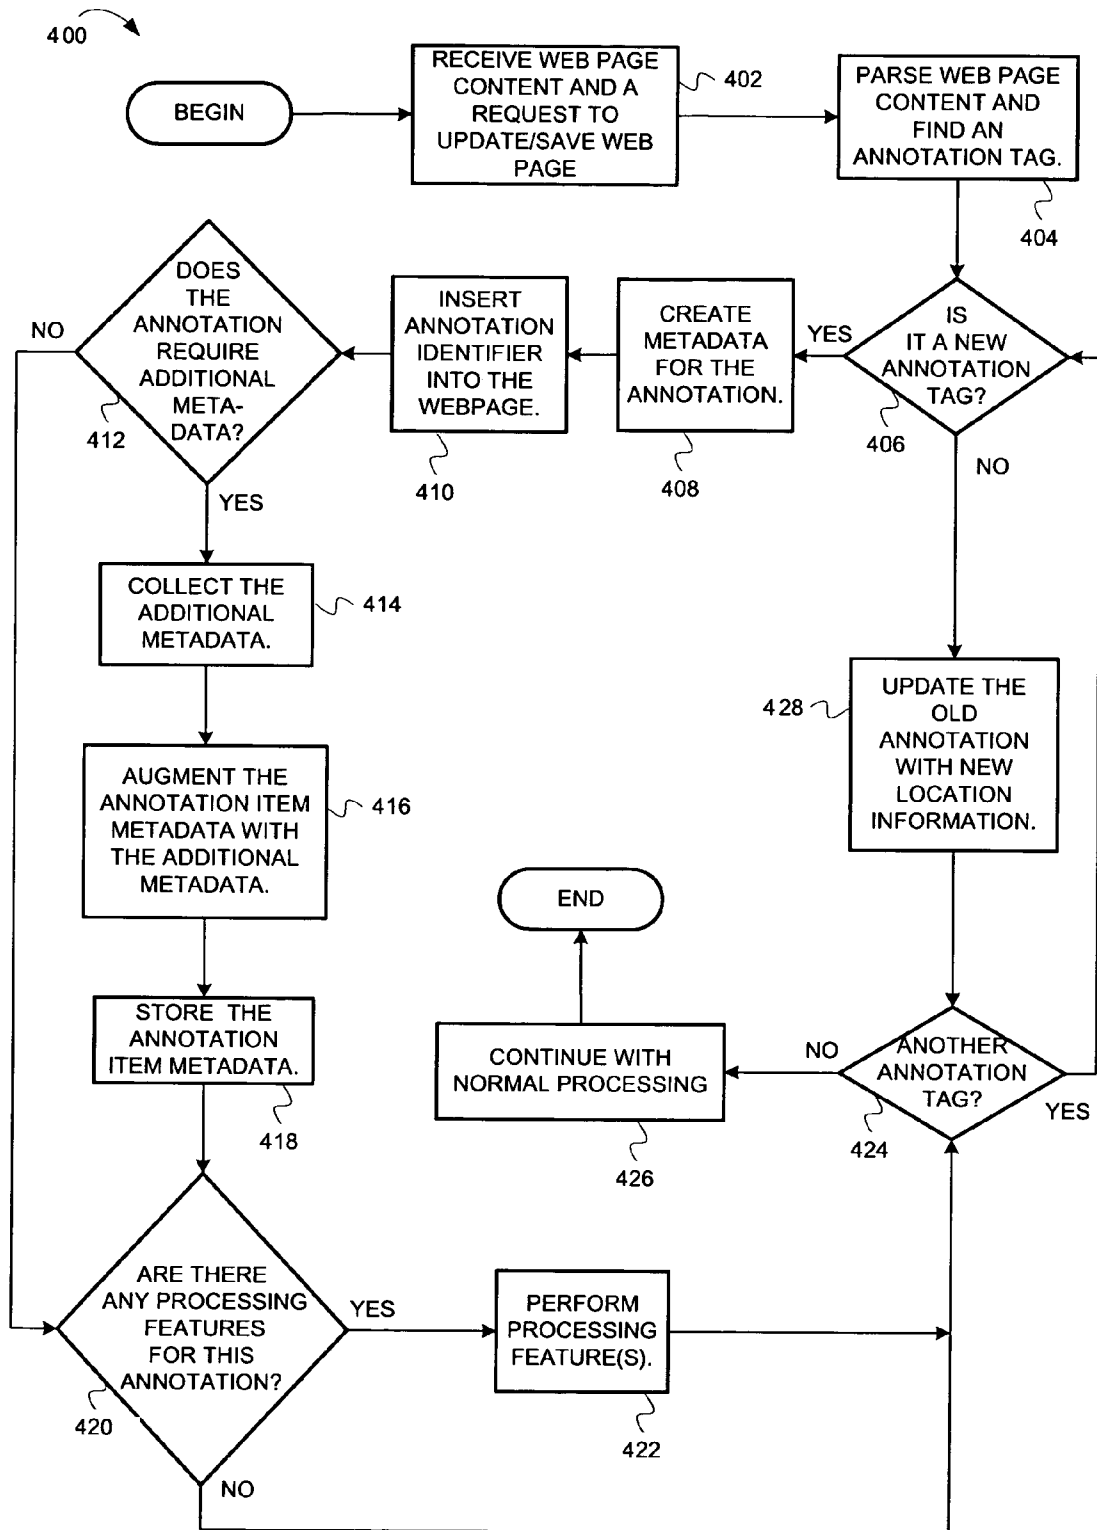 400
BEGIN
RECEIVE WEB PAGE
CONTENT AND A
REQUEST TO
UPDATE/SAVE WEB
PAGE
402
PARSE WEB PAGE
CONTENT AND
FIND AN
ANNOTATION TAG.
404
IS
IT A NEW
ANNOTATION
TAG?
406
YES
NO
CREATE
METADATA
FOR THE
ANNOTATION.
408
INSERT
ANNOTATION
IDENTIFIER
INTO THE
WEBPAGE.
410
DOES
THE
ANNOTATION
REQUIRE
ADDITIONAL
META-
DATA?
412
NO
YES
COLLECT THE
ADDITIONAL
METADATA.
414
AUGMENT THE
ANNOTATION ITEM
METADATA WITH
THE ADDITIONAL
METADATA.
416
STORE THE
ANNOTATION
ITEM METADATA.
418
ARE THERE
ANY PROCESSING
FEATURES
FOR THIS
ANNOTATION?
420
YES
NO
PERFORM
PROCESSING
FEATURE(S).
422
UPDATE THE
OLD
ANNOTATION
WITH NEW
LOCATION
INFORMATION.
428
ANOTHER
ANNOTATION
TAG?
424
NO
YES
CONTINUE WITH
NORMAL PROCESSING
426
END